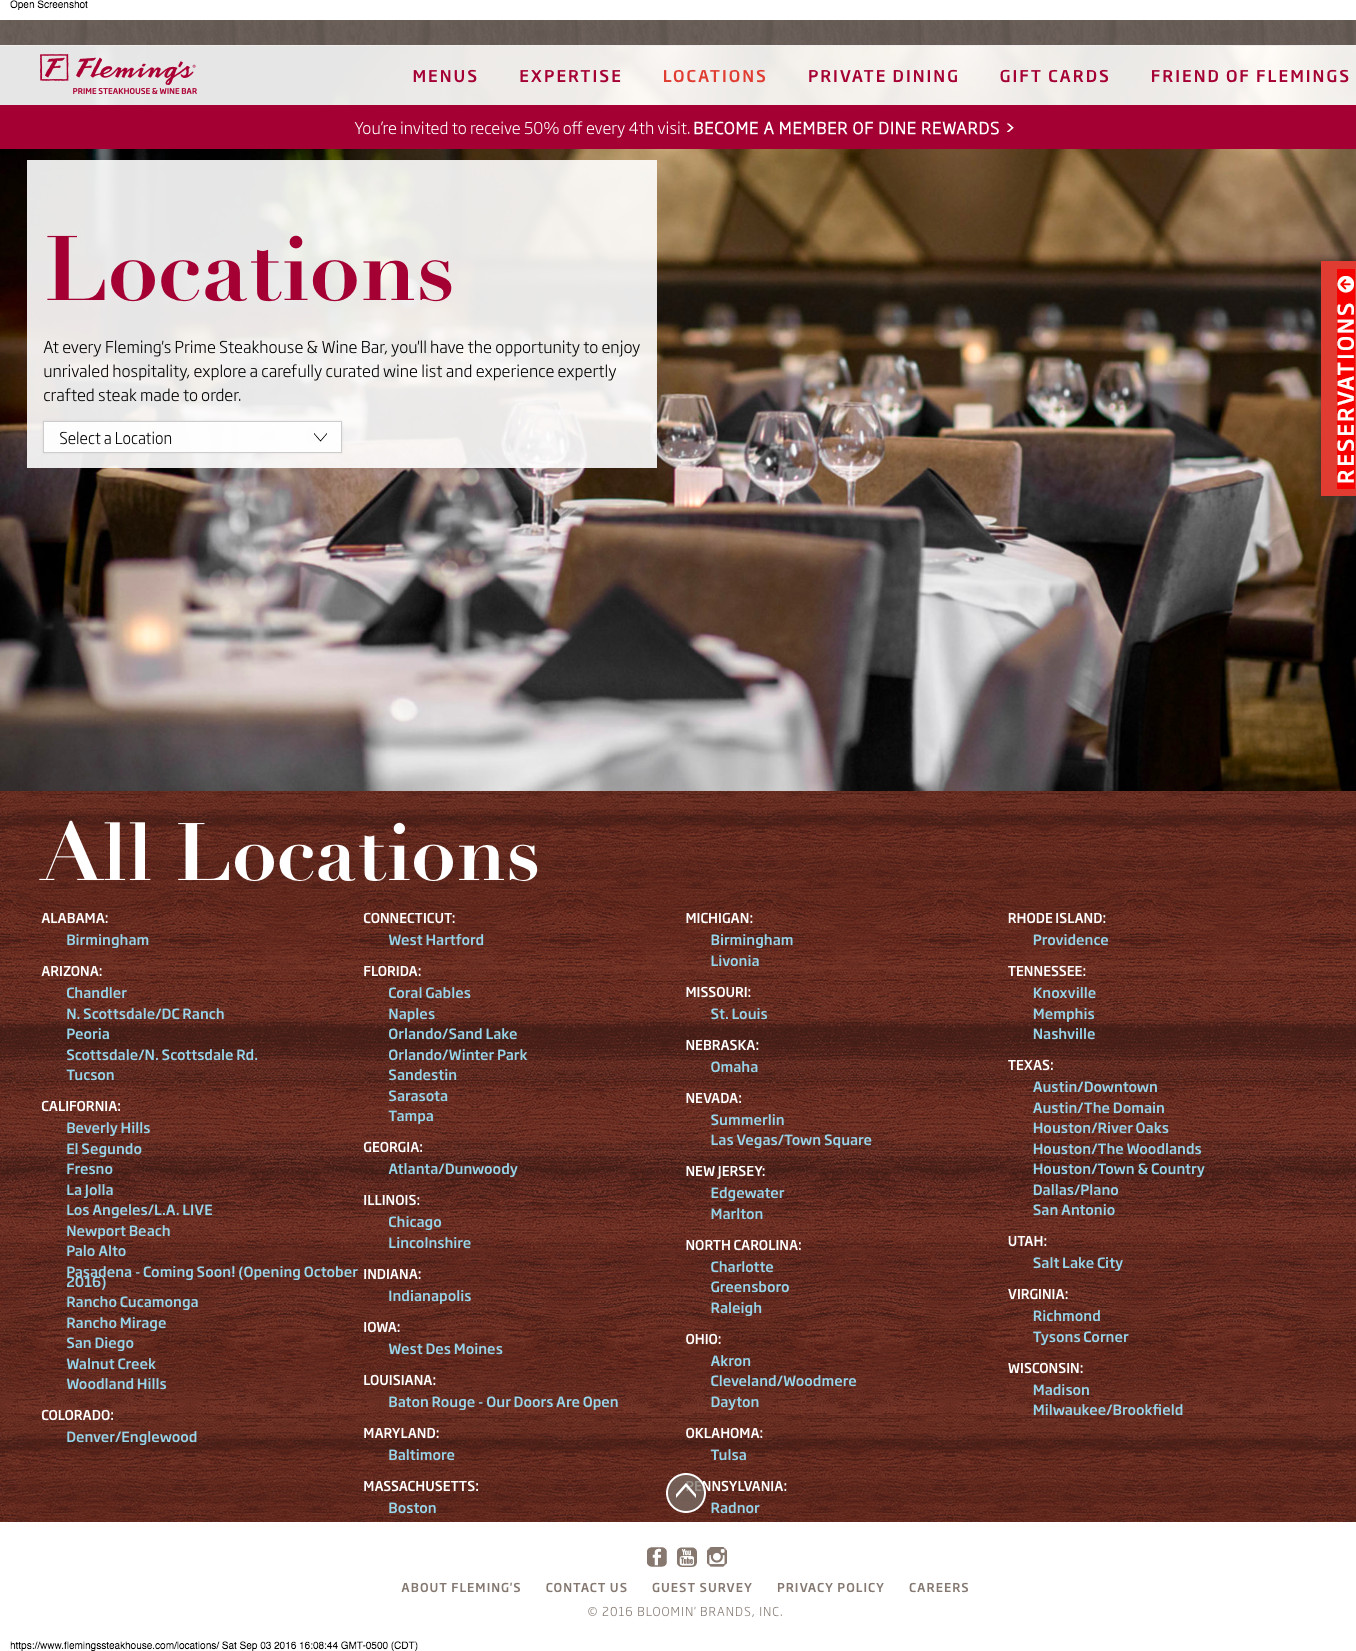 Open Screenshot
F Fleming's
PRIME STEAKHOUSE & WINE BAR
MENUS EXPERTISE LOCATIONS PRIVATE DINING GIFT CARDS FRIEND OF FLEMINGS
You're invited to receive 50% off every 4th visit. BECOME A MEMBER OF DINE REWARDS >
Locations
At every Fleming's Prime Steakhouse & Wine Bar, you'll have the opportunity to enjoy
unrivaled hospitality, explore a carefully curated wine list and experience expertly
crafted steak made to order.
Select a Location
RESERVATIONS
All Locations
ALABAMA:
Birmingham
ARIZONA:
Chandler
N. Scottsdale/DC Ranch
Peoria
Scottsdale/N. Scottsdale Rd.
Tucson
CALIFORNIA:
Beverly Hills
El Segundo
Fresno
La Jolla
Los Angeles/L.A. LIVE
Newport Beach
Palo Alto
Pasadena - Coming Soon! (Opening October
2016)
Rancho Cucamonga
Rancho Mirage
San Diego
Walnut Creek
Woodland Hills
COLORADO:
Denver/Englewood
CONNECTICUT:
West Hartford
FLORIDA:
Coral Gables
Naples
Orlando/Sand Lake
Orlando/Winter Park
Sandestin
Sarasota
Tampa
GEORGIA:
Atlanta/Dunwoody
ILLINOIS:
Chicago
Lincolnshire
INDIANA:
Indianapolis
IOWA:
West Des Moines
LOUISIANA:
Baton Rouge - Our Doors Are Open
MARYLAND:
Baltimore
MASSACHUSETTS:
Boston
MICHIGAN:
Birmingham
Livonia
MISSOURI:
St. Louis
NEBRASKA:
Omaha
NEVADA:
Summerlin
Las Vegas/Town Square
NEW JERSEY:
Edgewater
Marlton
NORTH CAROLINA:
Charlotte
Greensboro
Raleigh
OHIO:
Akron
Cleveland/Woodmere
Dayton
OKLAHOMA:
Tulsa
PENNSYLVANIA:
Radnor
RHODE ISLAND:
Providence
TENNESSEE:
Knoxville
Memphis
Nashville
TEXAS:
Austin/Downtown
Austin/The Domain
Houston/River Oaks
Houston/The Woodlands
Houston/Town & Country
Dallas/Plano
San Antonio
UTAH:
Salt Lake City
VIRGINIA:
Richmond
Tysons Corner
WISCONSIN:
Madison
Milwaukee/Brookfield
You Tube
ABOUT FLEMING'S CONTACT US GUEST SURVEY PRIVACY POLICY CAREERS
© 2016 BLOOMIN' BRANDS, INC.
https://www.flemingssteakhouse.com/locations/ Sat Sep 03 2016 16:08:44 GMT-0500 (CDT)